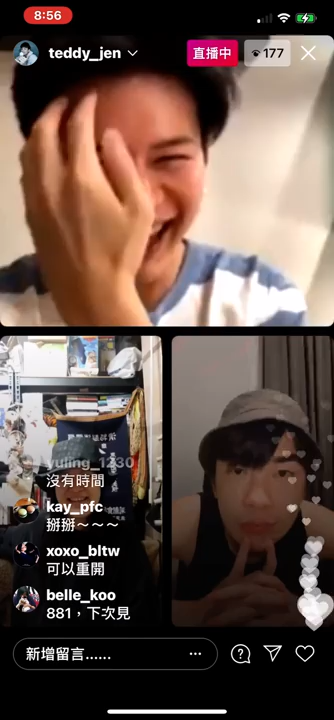 8:56
teddy_jen
直播中
177
yuling_1230
沒有時間
kay_pfc
掰掰～～～
xoxo_bltw
可以重開
belle_koo
881，下次見
新增留言......